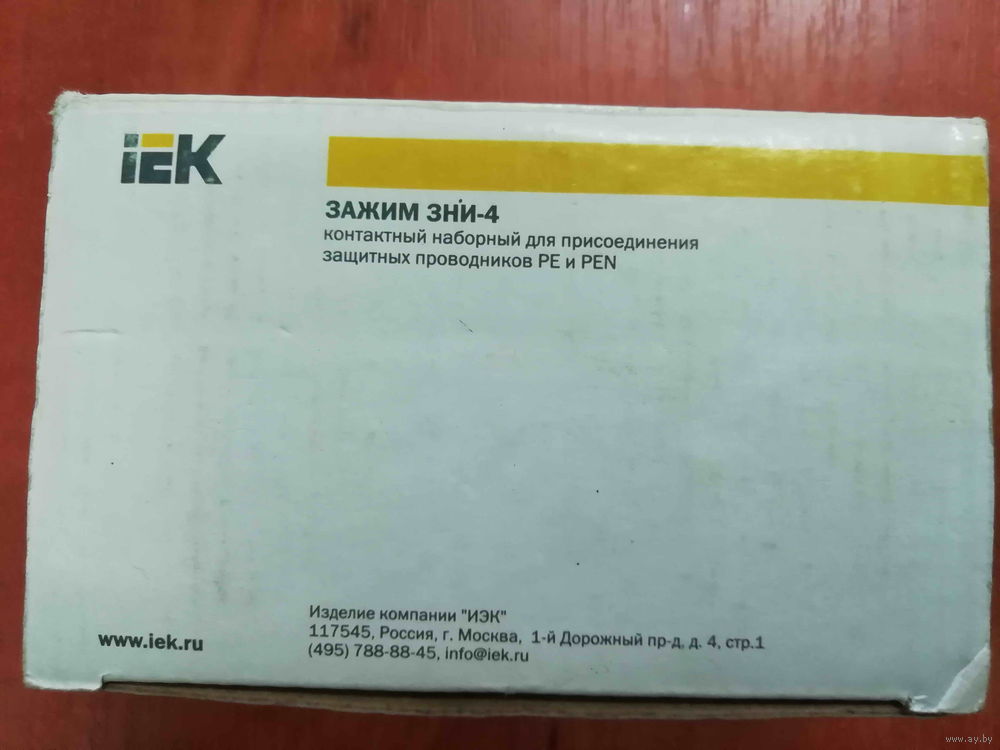 iEK
ЗАЖИМ ЗНИ-4
контактный наборный для присоединения
защитных проводников PE и PEN
Изделие компании "ИЭК"
117545, Россия, г. Москва, 1-й Дорожный пр-д, д. 4, стр.1
(495) 788-88-45, info@iek.ru
www.iek.ru
www.ay.by